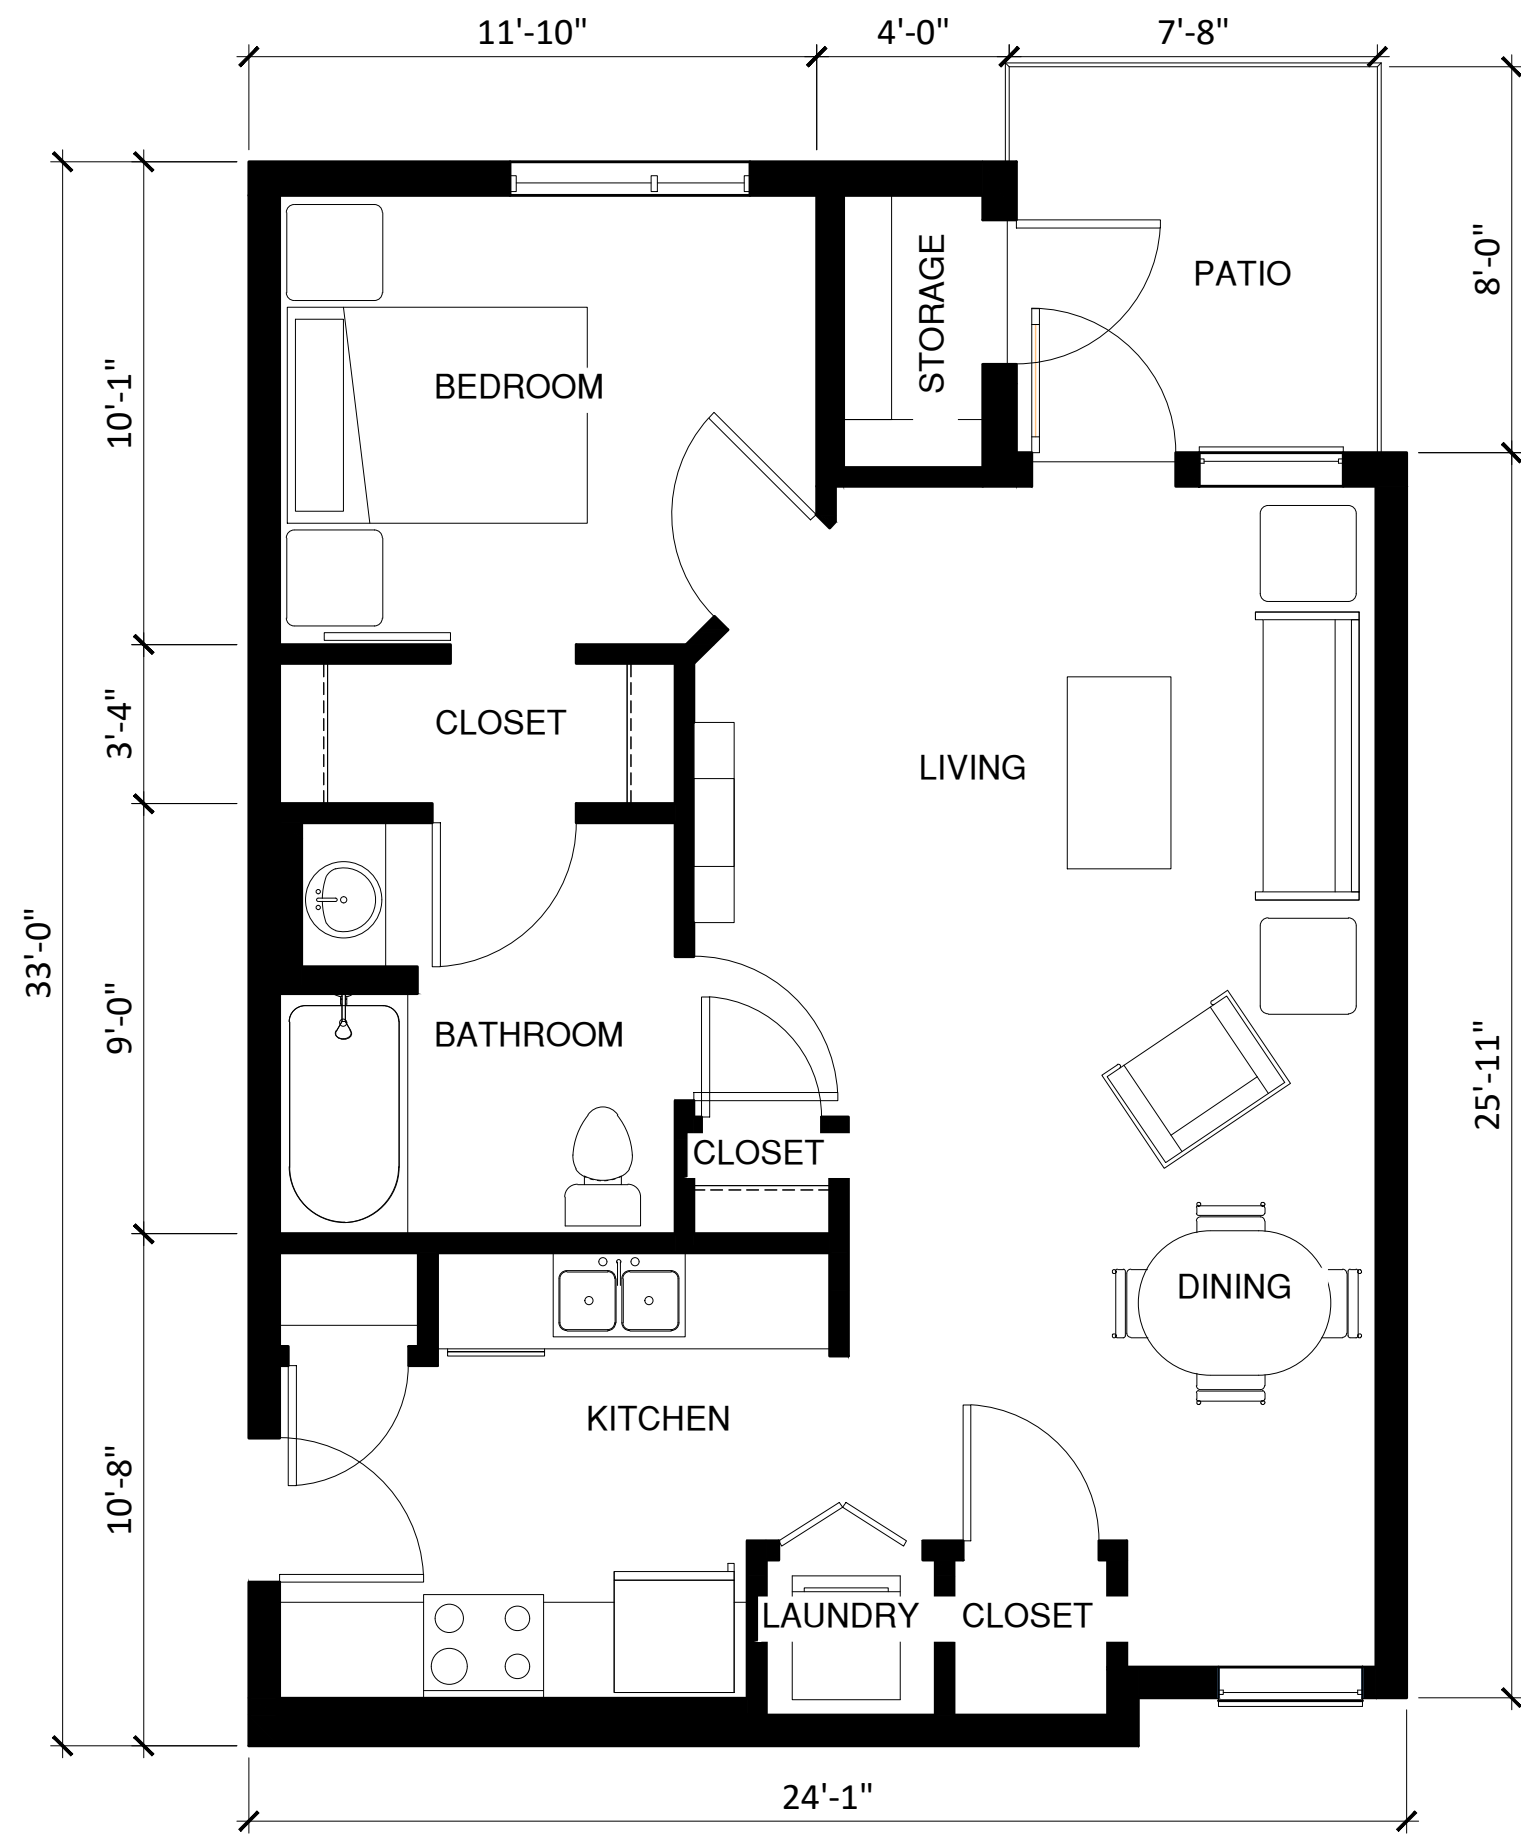 11'-10"
4'-0"
7'-8"
PATIO
8'-0"
STORAGE
BEDROOM
10'-1"
CLOSET
3'-4"
LIVING
33'-0"
9'-0"
BATHROOM
25'-11"
CLOSET
DINING
KITCHEN
10'-8"
LAUNDRY
CLOSET
24'-1"